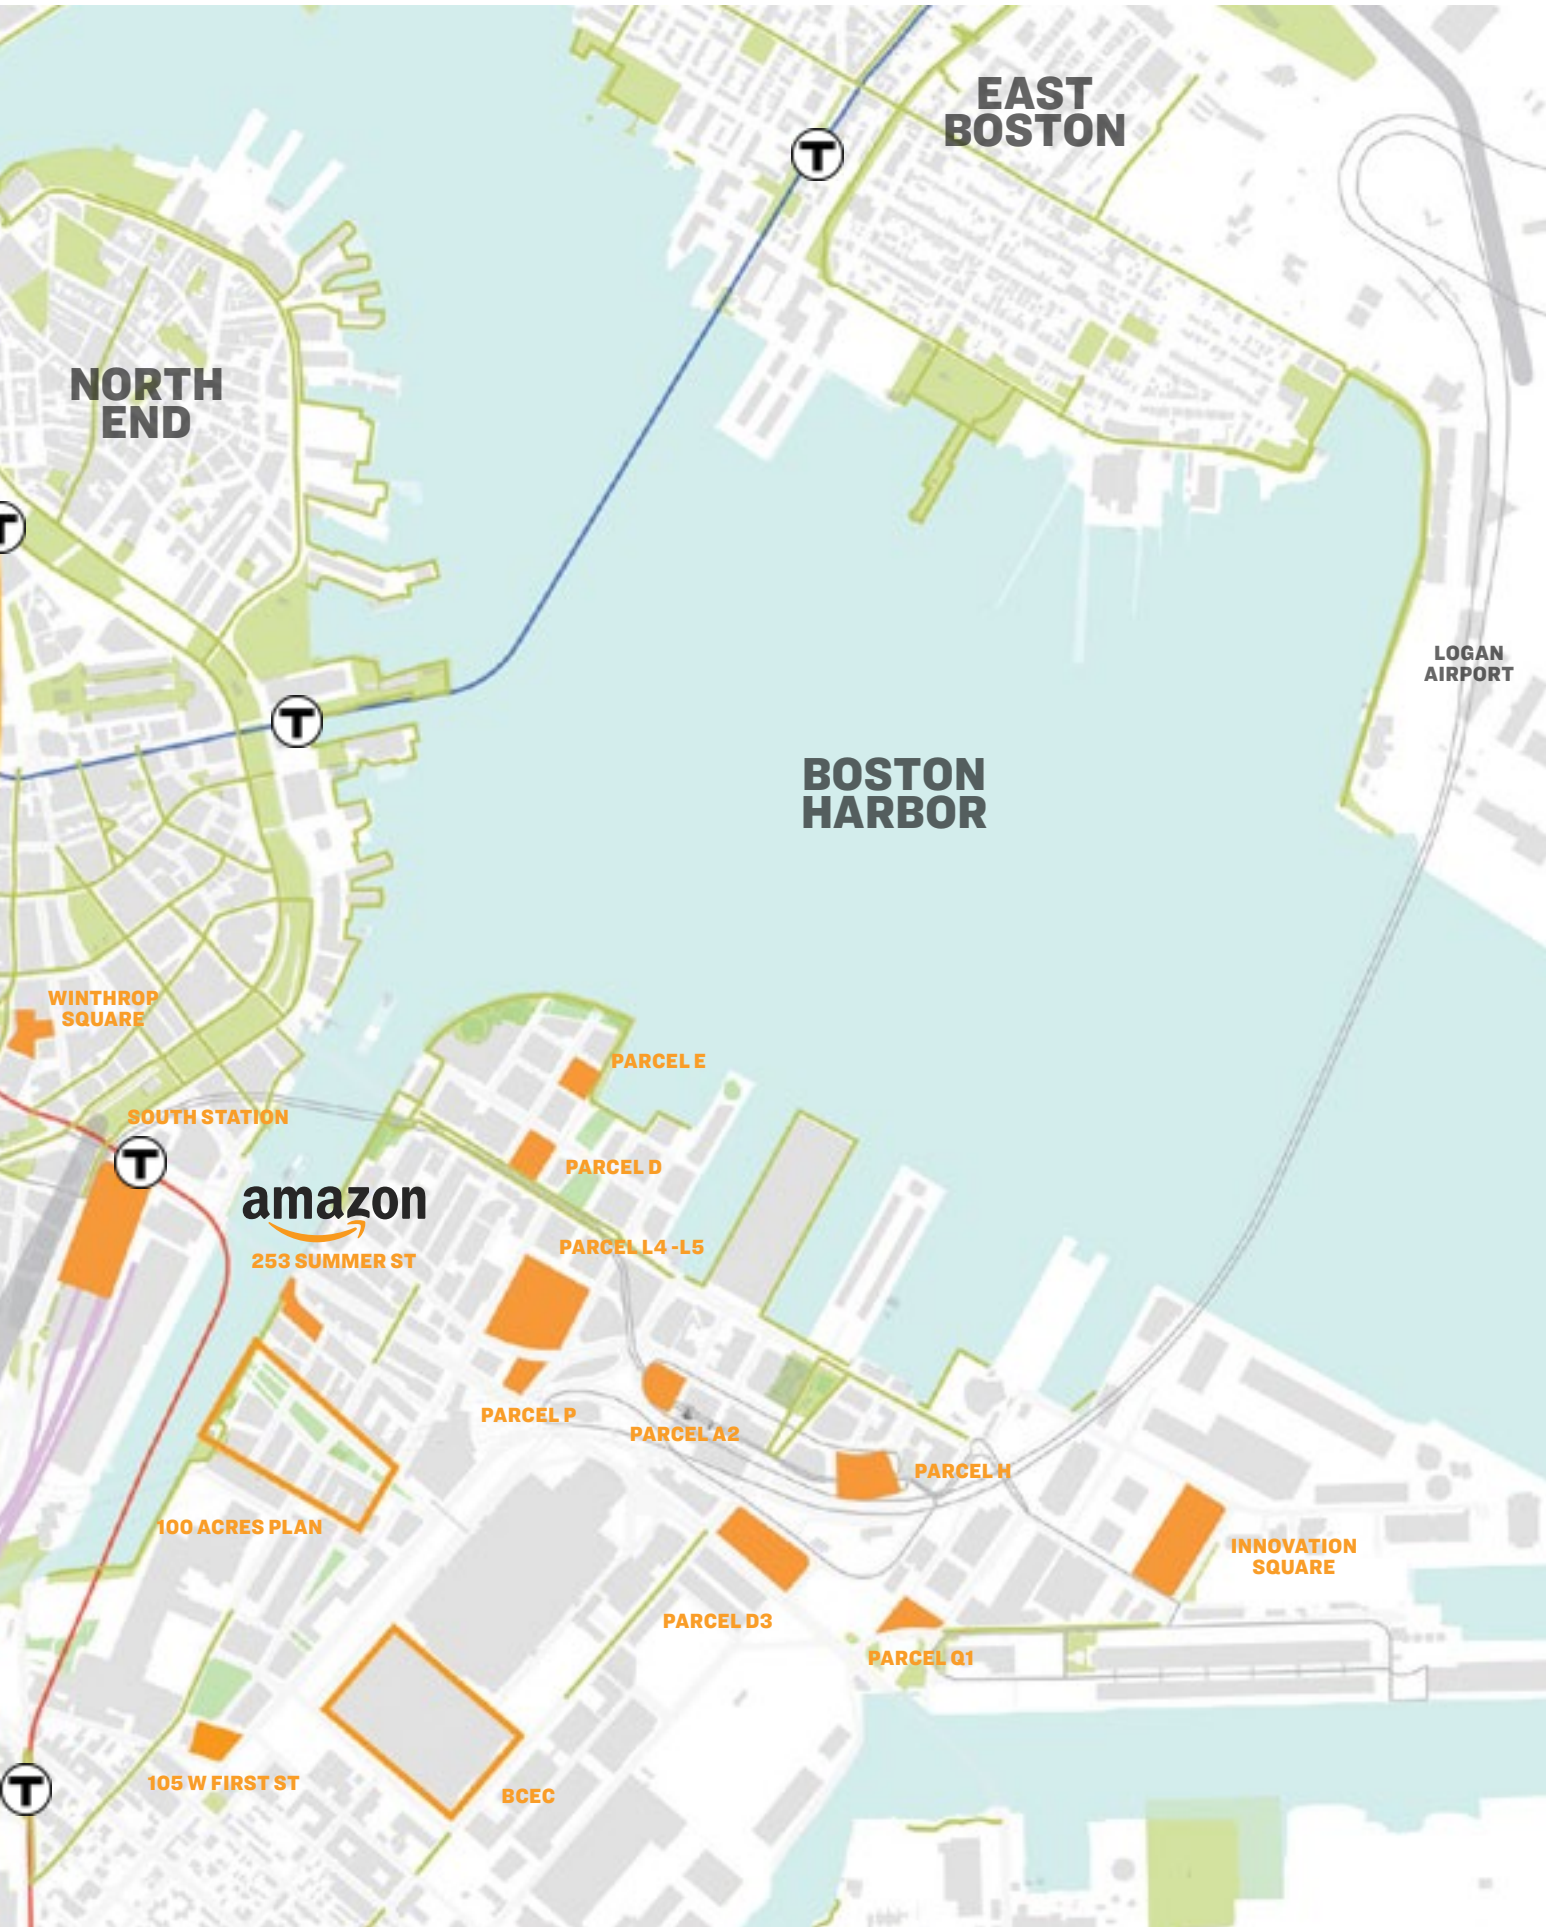 EAST
BOSTON
T
NORTH
END
T
LOGAN
AIRPORT
T
BOSTON
HARBOR
WINTHROP
SQUARE
PARCEL E
SOUTH STATION
T
PARCEL D
amazon
253 SUMMER ST
PARCEL L4 -L5
PARCEL P
PARCEL A2
PARCEL H
100 ACRES PLAN
INNOVATION
SQUARE
PARCEL D3
PARCEL Q1
T
105 W FIRST ST
BCEC